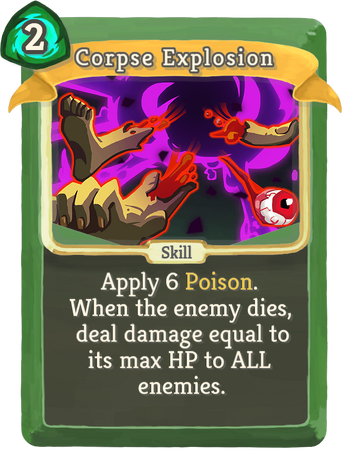 2
Corpse Explosion
Skill
Apply 6 Poison.
When the enemy dies,
deal damage equal to
its max HP to ALL
enemies.